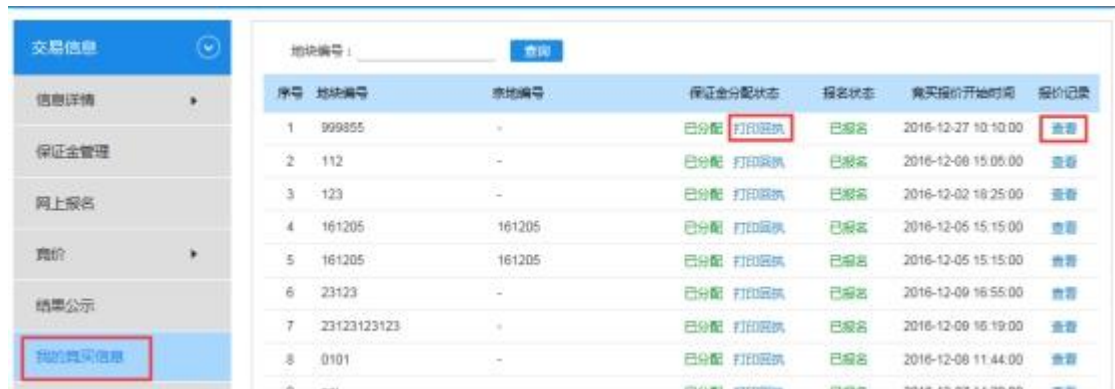 交易信息
信息详情
保证金管理
网上报名
竞价
结果公示
我的竞买信息
地块编号：
查询
序号 地块编号 宗地编号 保证金分配状态 报名状态 竞买报价开始时间 报价记录
1 999855 - 已分配 打印回执 已报名 2016-12-27 10:10:00 查看
2 112 - 已分配 打印回执 已报名 2016-12-08 15:05:00 查看
3 123 - 已分配 打印回执 已报名 2016-12-02 18:25:00 查看
4 161205 161205 已分配 打印回执 已报名 2016-12-05 15:15:00 查看
5 161205 161205 已分配 打印回执 已报名 2016-12-05 15:15:00 查看
6 23123 - 已分配 打印回执 已报名 2016-12-09 16:55:00 查看
7 23123123123 - 已分配 打印回执 已报名 2016-12-09 16:19:00 查看
8 0101 - 已分配 打印回执 已报名 2016-12-08 11:44:00 查看